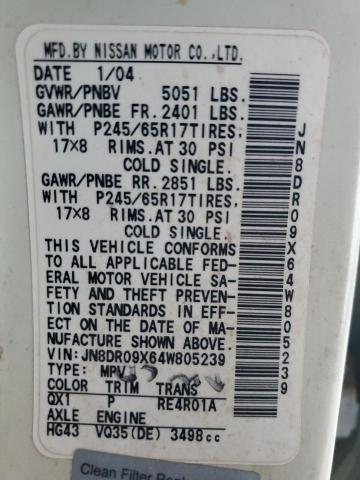 MFD.BY NISSAN MOTOR CO.,LTD.
DATE 1/04
GVWR/PNBV 5051 LBS.
GAWR/PNBE FR. 2401 LBS.
WITH P245/65R17TIRES,
17×8 RIMS.AT 30 PSI
COLD SINGLE.
GAWR/PNBE RR. 2851 LBS.
WITH P245/65R17TIRES,
17×8 RIMS.AT 30 PSI
COLD SINGLE.
THIS VEHICLE CONFORMS
TO ALL APPLICABLE FED-
ERAL MOTOR VEHICLE SA-
FETY AND THEFT PREVEN-
TION STANDARDS IN EFF-
ECT ON THE DATE OF MA-
NUFACTURE SHOWN ABOVE.
VIN: JN8DR09X64W805239
TYPE: MPV
COLOR TRIM TRANS
QX1 P RE4R01A
AXLE ENGINE
HG43 VQ35(DE) 3498cc
JN8DR09X64W805239